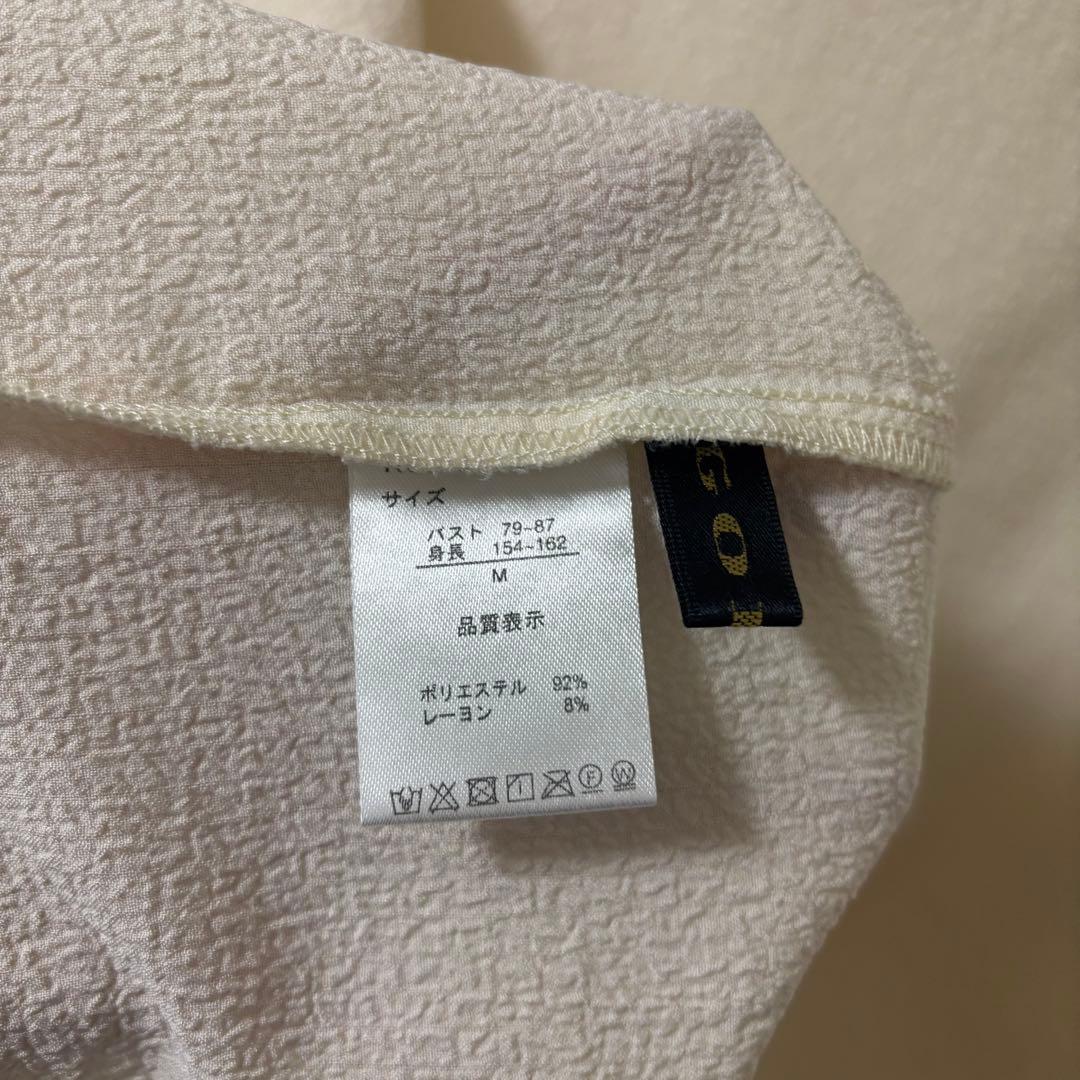 サイズ
バスト 79~87
身長 154~162
M
品質表示
ポリエステル 92%
レーヨン 8%
F
W
G O